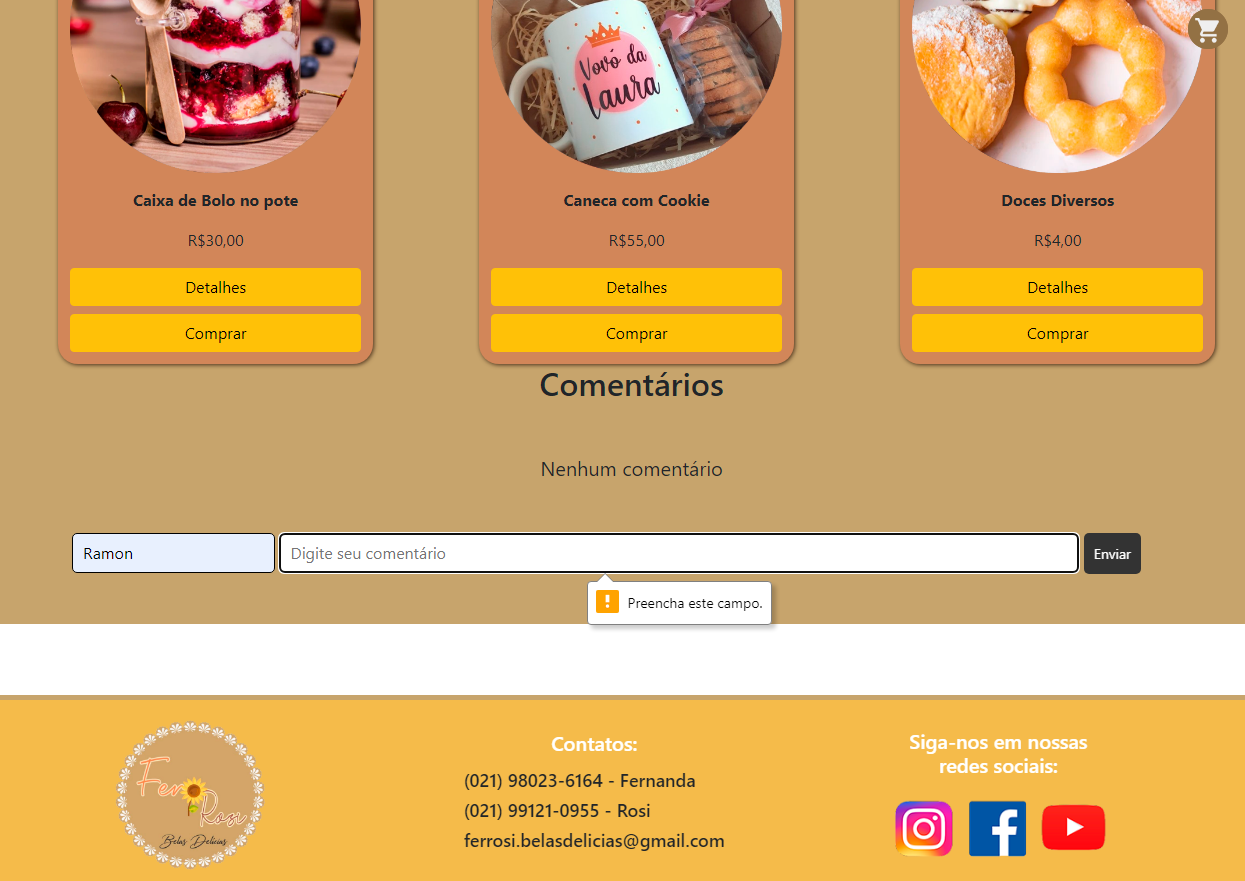 Vovó da
Laura
Caixa de Bolo no pote
R$30,00
Detalhes
Comprar
Caneca com Cookie
R$55,00
Detalhes
Comprar
Doces Diversos
R$4,00
Detalhes
Comprar
Comentários
Nenhum comentário
Ramon
Digite seu comentário
Enviar
Preencha este campo.
Fer
Rosi
Belas Delicias
Contatos:
(021) 98023-6164 - Fernanda
(021) 99121-0955 - Rosi
ferrosi.belasdelicias@gmail.com
Siga-nos em nossas
redes sociais: